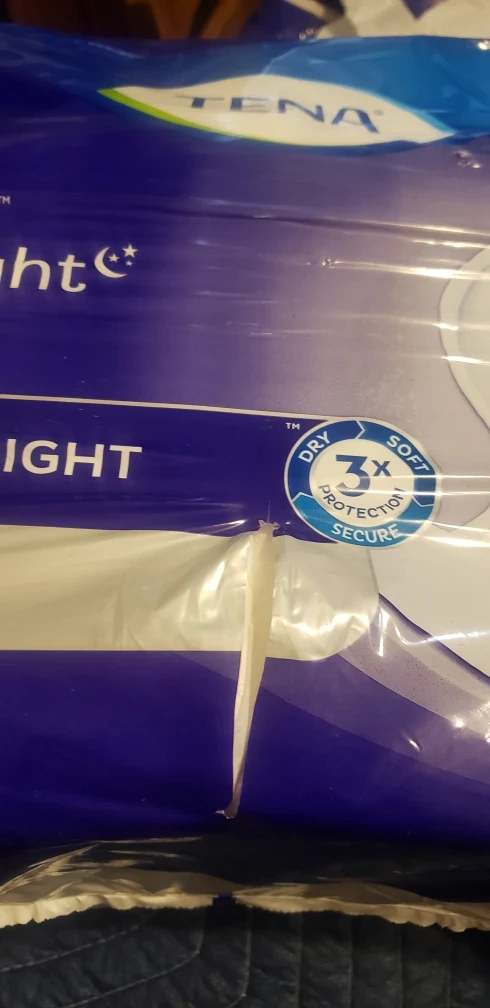 TENA®
™
ght
IGHT
™
DRY
SOFT
3X
PROTECTION
SECURE